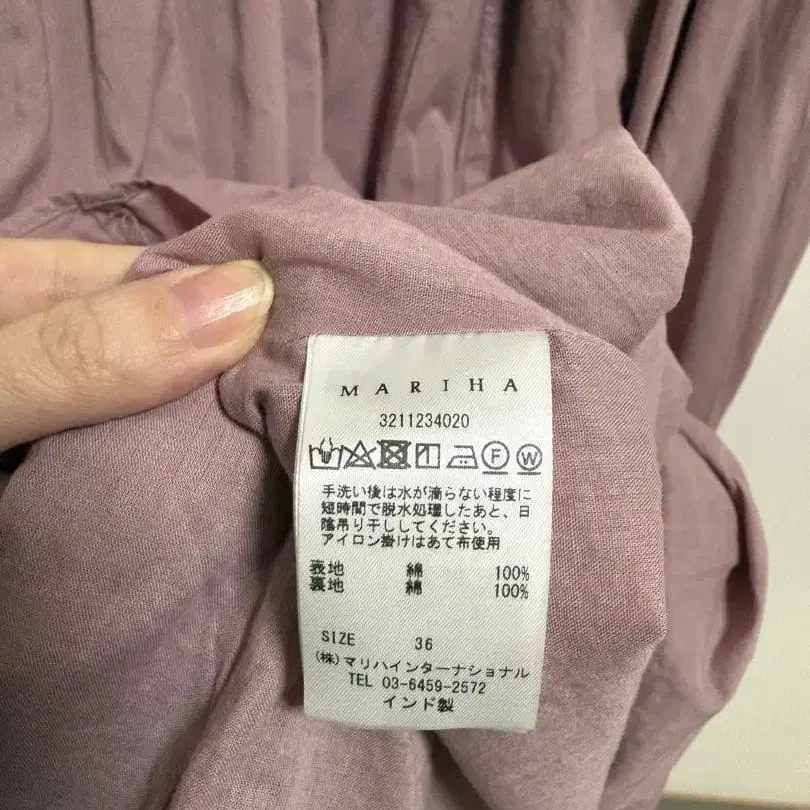 MARIHA
3211234020
F W
手洗い後は水が滴らない程度に
短時間で脱水処理したあと、日
陰吊り干ししてください。
アイロン掛けはあて布使用
表地 綿 100%
裏地 綿 100%
SIZE 36
(株)マリハインターナショナル
TEL 03-6459-2572
インド製